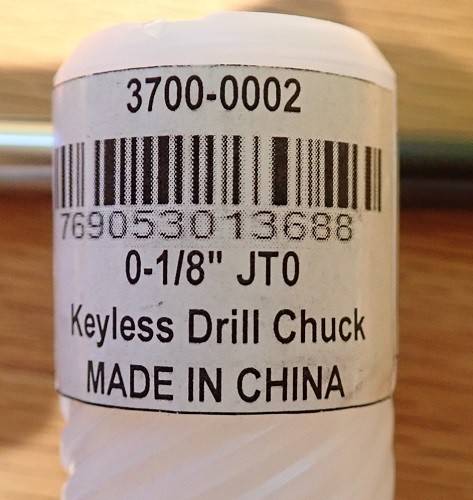 3700-0002
769053013688
0-1/8" JT0
Keyless Drill Chuck
MADE IN CHINA